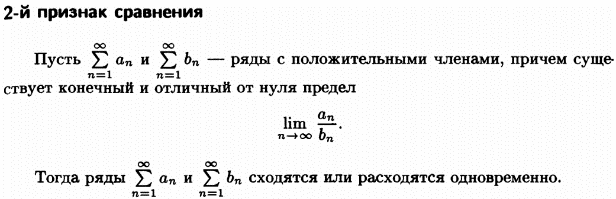 2-й признак сравнения
Пусть $\sum_{n=1}^{\infty} a_n$ и $\sum_{n=1}^{\infty} b_n$ — ряды с положительными членами, причем суще-
ствует конечный и отличный от нуля предел
$\lim_{n \to \infty} \frac{a_n}{b_n}.$
Тогда ряды $\sum_{n=1}^{\infty} a_n$ и $\sum_{n=1}^{\infty} b_n$ сходятся или расходятся одновременно.